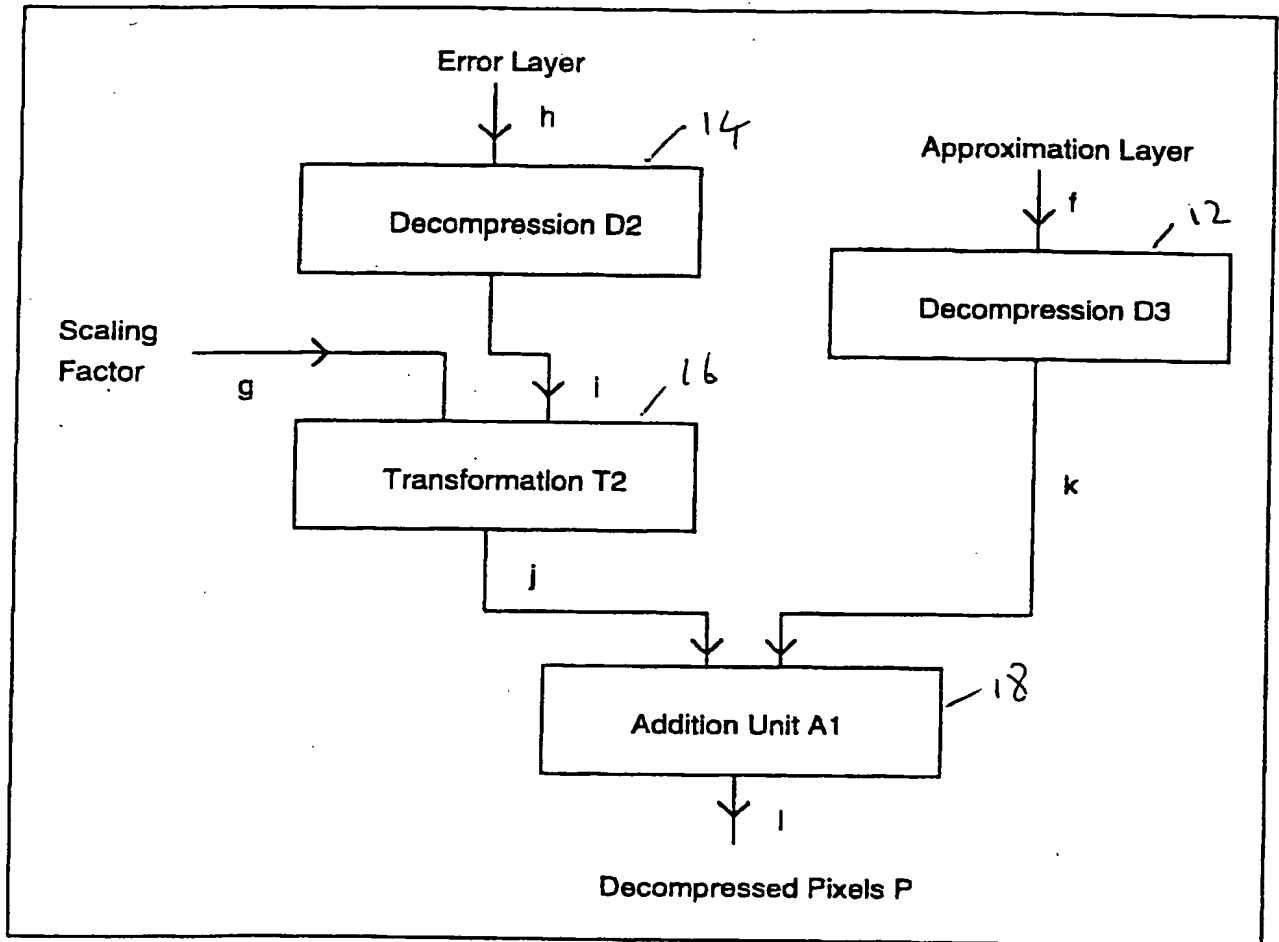 Error Layer
h
14
Decompression D2
Approximation Layer
f
12
Decompression D3
Scaling
Factor
g
i
16
Transformation T2
k
j
18
Addition Unit A1
l
Decompressed Pixels P